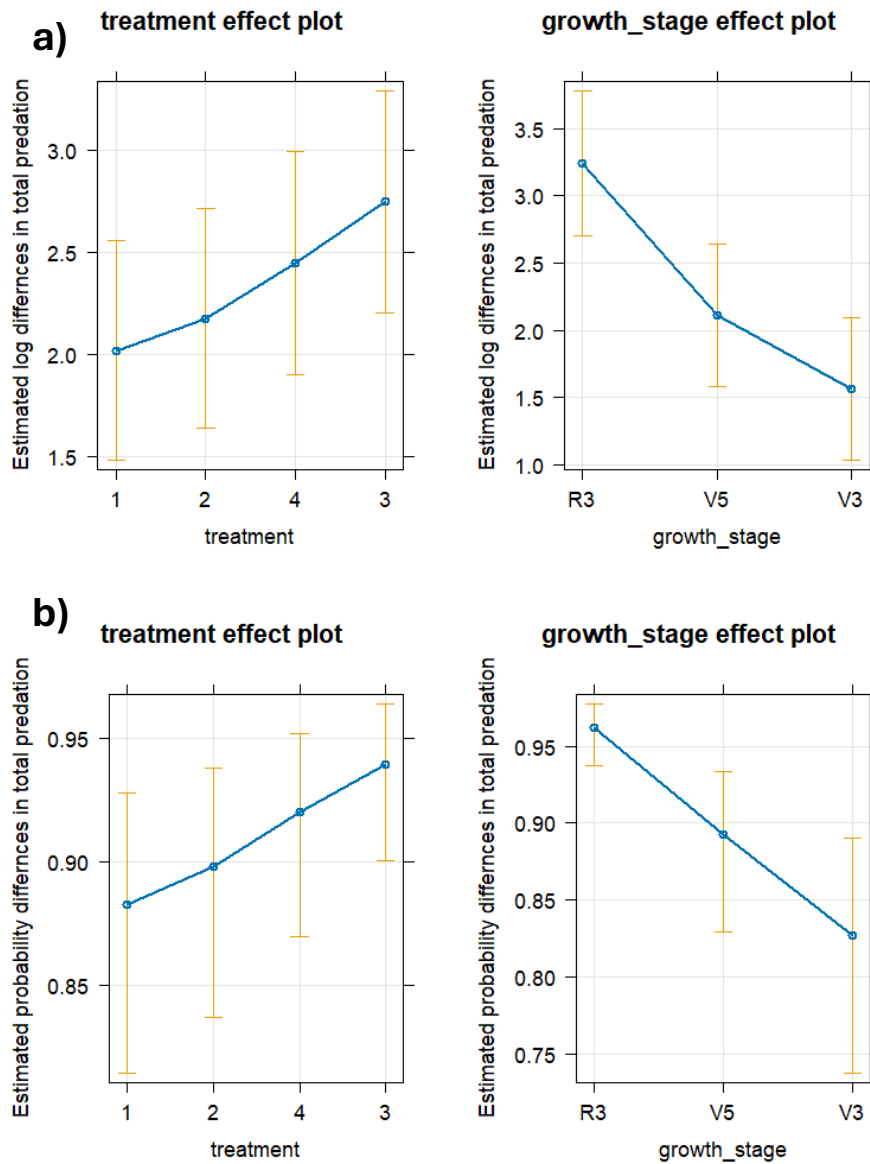 a)
treatment effect plot
Estimated log differnces in total predation
3.0
2.5
2.0
1.5
1
2
4
3
treatment
growth_stage effect plot
Estimated log differnces in total predation
3.5
3.0
2.5
2.0
1.5
1.0
R3
V5
V3
growth_stage
b)
treatment effect plot
Estimated probability differnces in total predation
0.95
0.90
0.85
1
2
4
3
treatment
growth_stage effect plot
Estimated probability differnces in total predation
0.95
0.90
0.85
0.80
0.75
R3
V5
V3
growth_stage